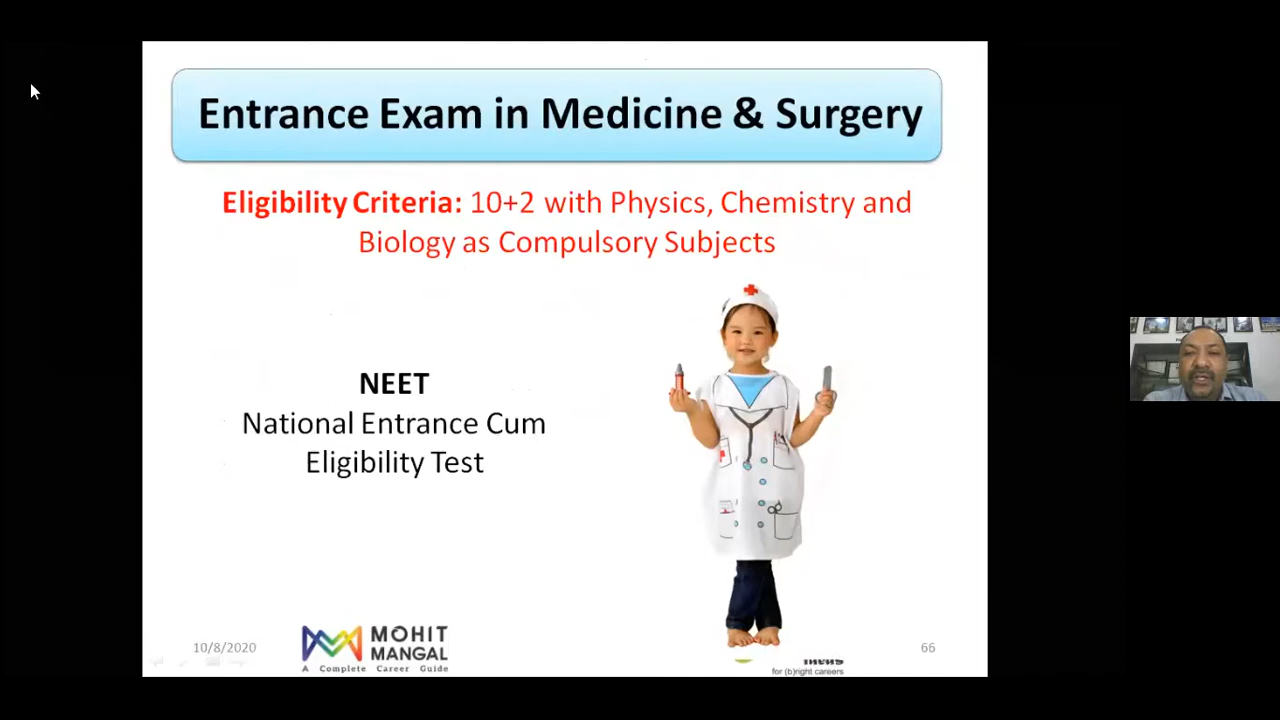 Entrance Exam in Medicine & Surgery
Eligibility Criteria: 10+2 with Physics, Chemistry and
Biology as Compulsory Subjects
NEET
National Entrance Cum
Eligibility Test
10/8/2020
MOHIT
MANGAL
A Complete Career Guide
for (b)right careers
66